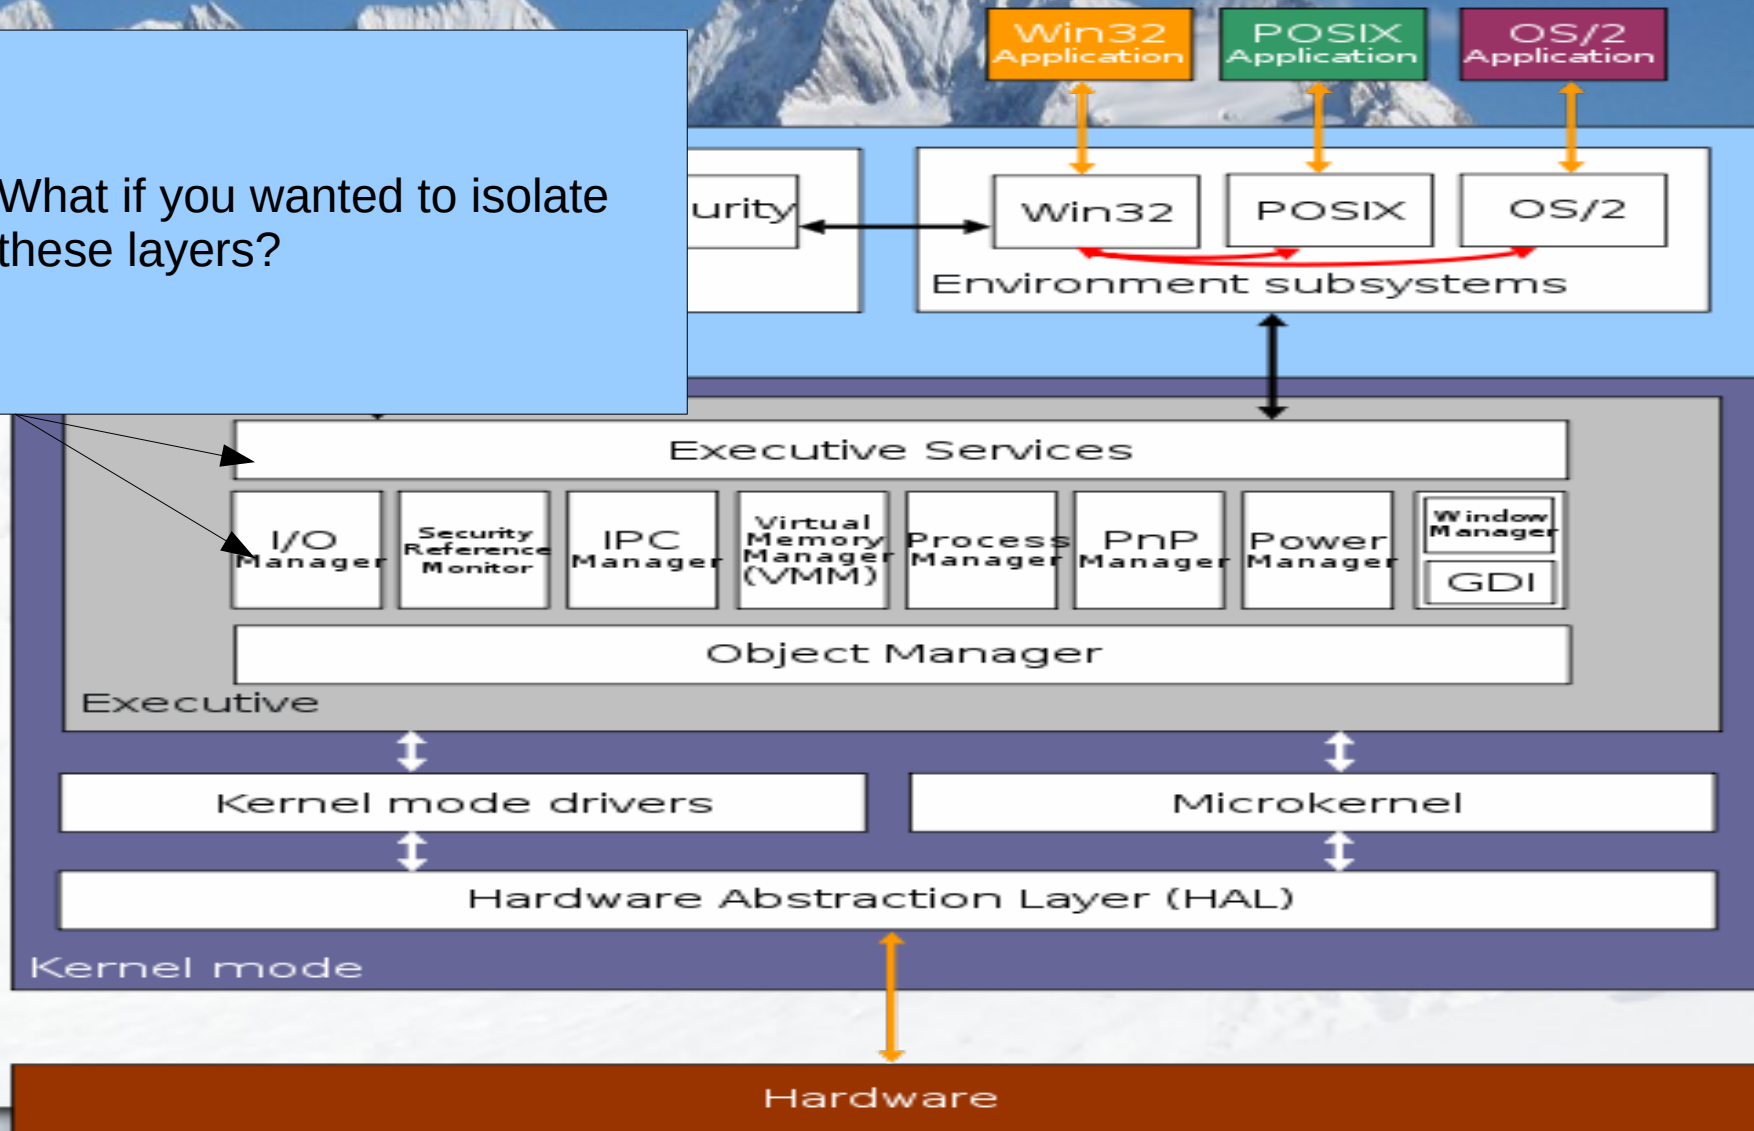 Win32
Application
POSIX
Application
OS/2
Application
What if you wanted to isolate
these layers?
Win32
POSIX
OS/2
Environment subsystems
Executive Services
I/O
Manager
Security
Reference
Monitor
IPC
Manager
Virtual
Memory
Manager
(VMM)
Process
Manager
PnP
Manager
Power
Manager
Window
Manager
GDI
Object Manager
Executive
Kernel mode drivers
Microkernel
Hardware Abstraction Layer (HAL)
Kernel mode
Hardware